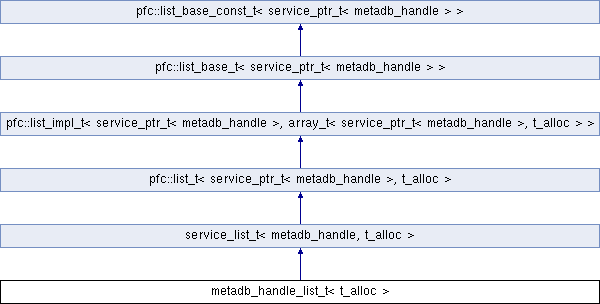 pfc::list_base_const_t< service_ptr_t< metadb_handle > >
pfc::list_base_t< service_ptr_t< metadb_handle > >
pfc::list_impl_t< service_ptr_t< metadb_handle >, array_t< service_ptr_t< metadb_handle >, t_alloc > >
pfc::list_t< service_ptr_t< metadb_handle >, t_alloc >
service_list_t< metadb_handle, t_alloc >
metadb_handle_list_t< t_alloc >